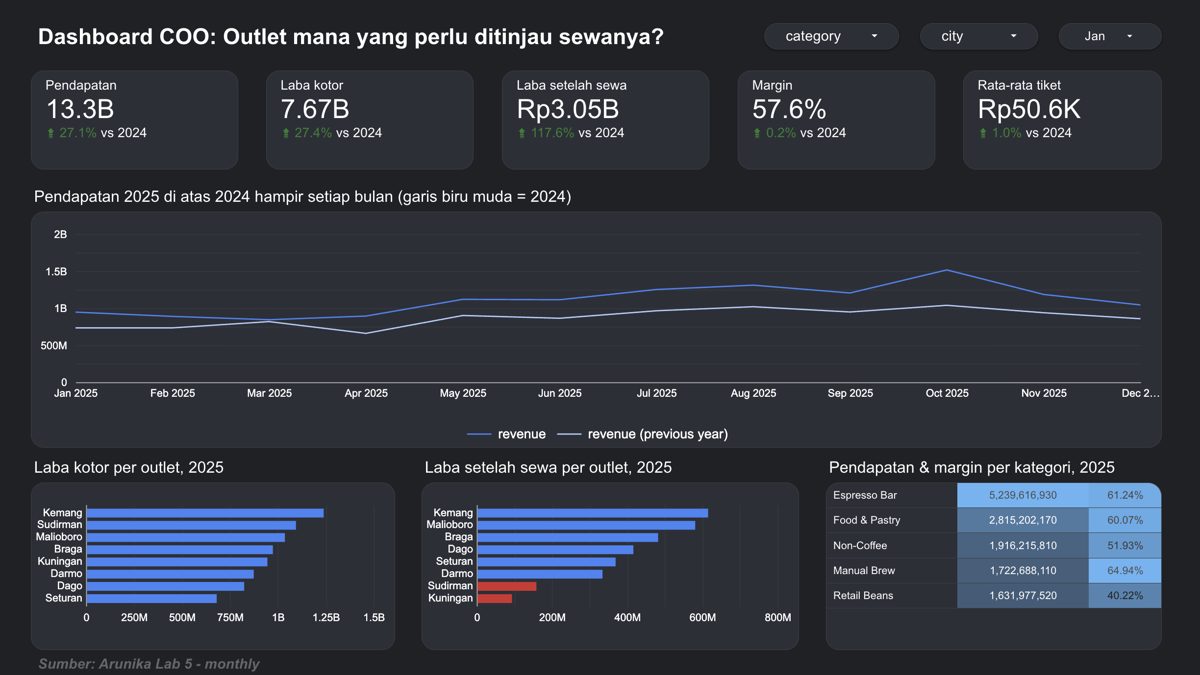 Dashboard COO: Outlet mana yang perlu ditinjau sewanya?
category
city
Jan
Pendapatan
13.3B
27.1% vs 2024
Laba kotor
7.67B
27.4% vs 2024
Laba setelah sewa
Rp3.05B
117.6% vs 2024
Margin
57.6%
0.2% vs 2024
Rata-rata tiket
Rp50.6K
1.0% vs 2024
Pendapatan 2025 di atas 2024 hampir setiap bulan (garis biru muda = 2024)
2B
1.5B
1B
500M
0
Jan 2025 Feb 2025 Mar 2025 Apr 2025 May 2025 Jun 2025 Jul 2025 Aug 2025 Sep 2025 Oct 2025 Nov 2025 Dec 2...
revenue revenue (previous year)
Laba kotor per outlet, 2025
Kemang
Sudirman
Malioboro
Braga
Kuningan
Darmo
Dago
Seturan
0 250M 500M 750M 1B 1.25B 1.5B
Laba setelah sewa per outlet, 2025
Kemang
Malioboro
Braga
Dago
Seturan
Darmo
Sudirman
Kuningan
0 200M 400M 600M 800M
Pendapatan & margin per kategori, 2025
Espresso Bar 5,239,616,930 61.24%
Food & Pastry 2,815,202,170 60.07%
Non-Coffee 1,916,215,810 51.93%
Manual Brew 1,722,688,110 64.94%
Retail Beans 1,631,977,520 40.22%
Sumber: Arunika Lab 5 - monthly